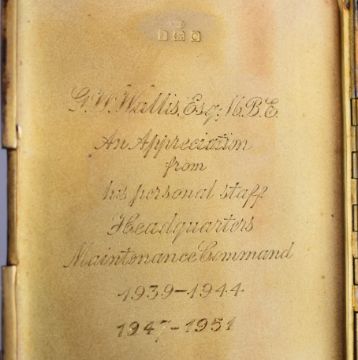 G.W.Wallis, Esq; M.B.E.
An Appreciation
from
his personal staff
Headquarters
Maintenance Command
1939-1944
1947-1951